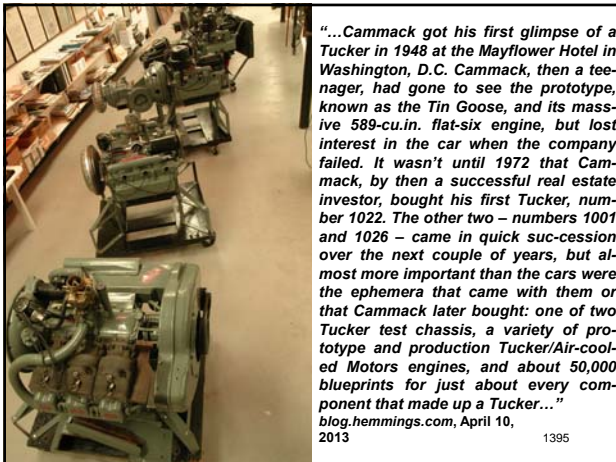 “…Cammack got his first glimpse of a
Tucker in 1948 at the Mayflower Hotel in
Washington, D.C. Cammack, then a tee-
nager, had gone to see the prototype,
known as the Tin Goose, and its mass-
ive 589-cu.in. flat-six engine, but lost
interest in the car when the company
failed. It wasn’t until 1972 that Cam-
mack, by then a successful real estate
investor, bought his first Tucker, num-
ber 1022. The other two – numbers 1001
and 1026 – came in quick suc-cession
over the next couple of years, but al-
most more important than the cars were
the ephemera that came with them or
that Cammack later bought: one of two
Tucker test chassis, a variety of pro-
totype and production Tucker/Air-cool-
ed Motors engines, and about 50,000
blueprints for just about every com-
ponent that made up a Tucker…”
blog.hemmings.com, April 10,
2013
1395